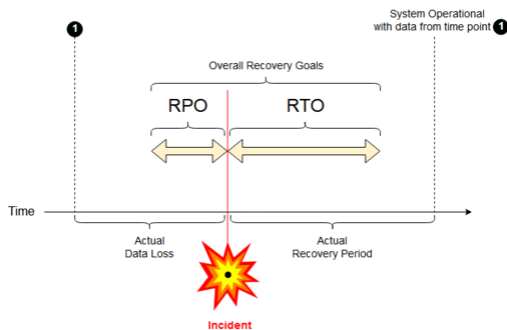 System Operational
1
with data from time point 1
Overall Recovery Goals
RPO
RTO
Time
Actual
Data Loss
Actual
Recovery Period
Incident